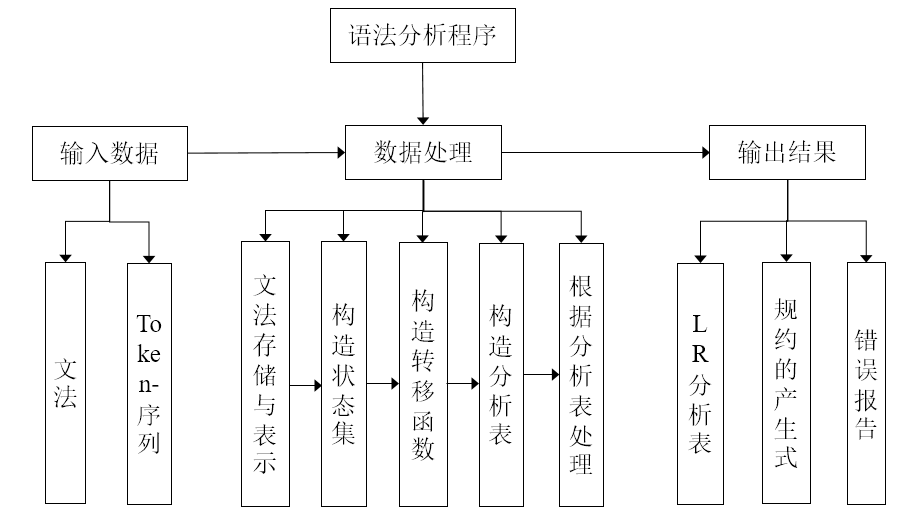 语法分析程序
输入数据
数据处理
输出结果
文法
Token-序列
文法存储与表示
构造状态集
构造转移函数
构造分析表
根据分析表处理
LR分析表
规约的产生式
错误报告